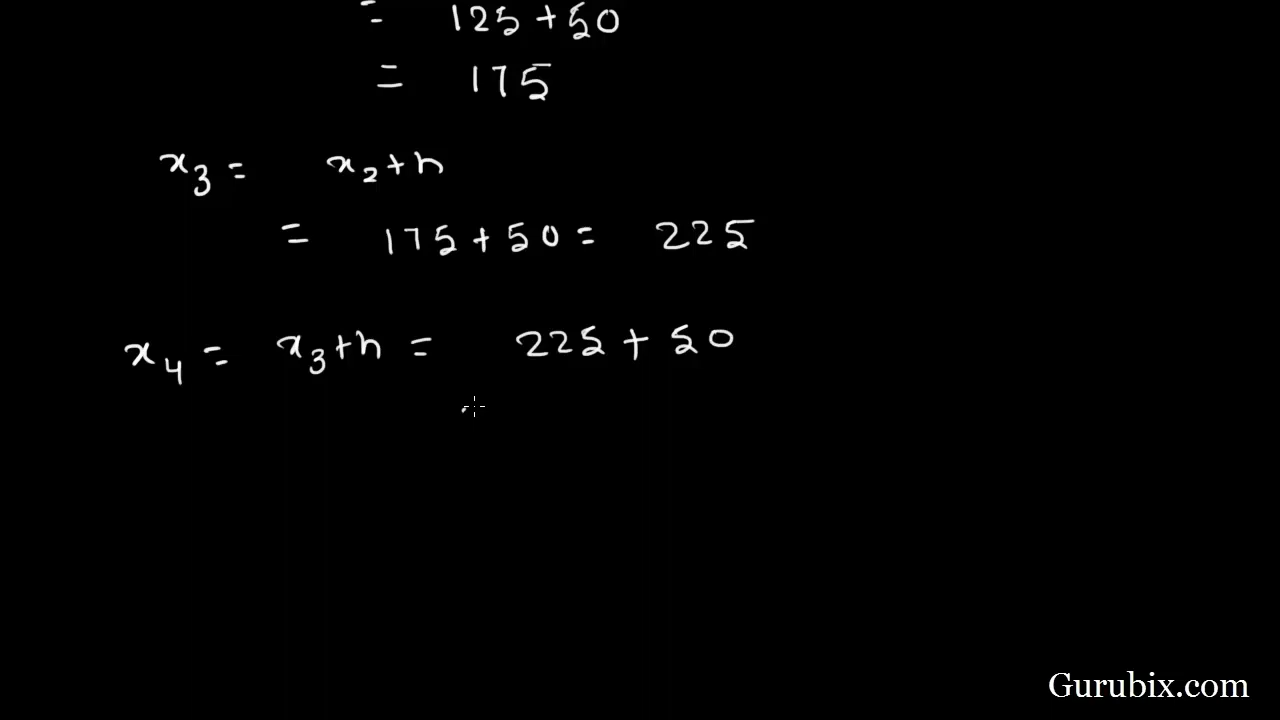 = 125 + 50
= 175
x₃ = x₂ + h
= 175 + 50 = 225
x₄ = x₃ + h = 225 + 50
Gurubix.com